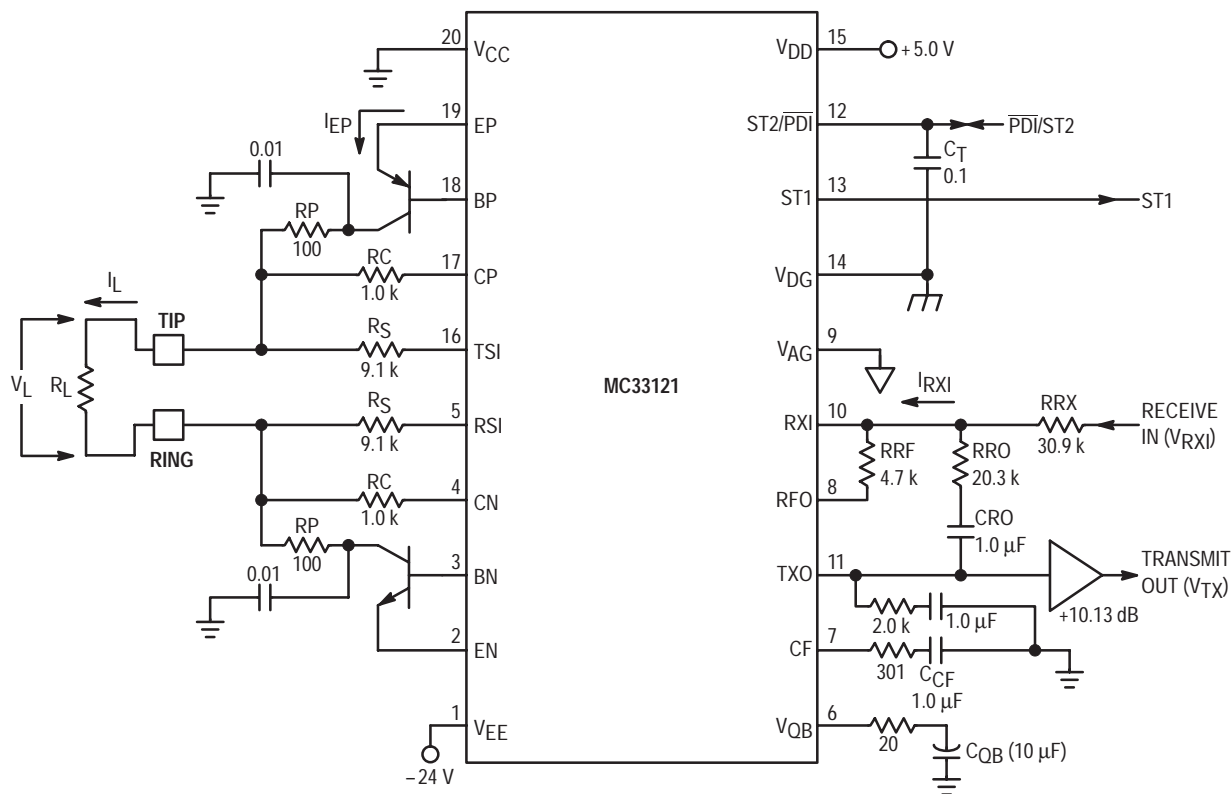 20
VCC
15
VDD
+5.0 V
IEP
19
EP
12
ST2/PDI
PDI/ST2
0.01
CT
0.1
18
BP
13
ST1
ST1
RP
100
RC
1.0 k
17
CP
14
VDG
IL
TIP
RS
9.1 k
16
TSI
9
VAG
VL
RL
MC33121
IRXI
RS
9.1 k
5
RSI
10
RXI
RRX
30.9 k
RECEIVE
IN (VRXI)
RING
RRF
4.7 k
RRO
20.3 k
RC
1.0 k
4
CN
8
RFO
RP
100
CRO
1.0 µF
0.01
3
BN
11
TXO
TRANSMIT
OUT (VTX)
+10.13 dB
2.0 k
1.0 µF
2
EN
7
CF
301
CCF
1.0 µF
1
VEE
–24 V
6
VQB
20
CQB (10 µF)